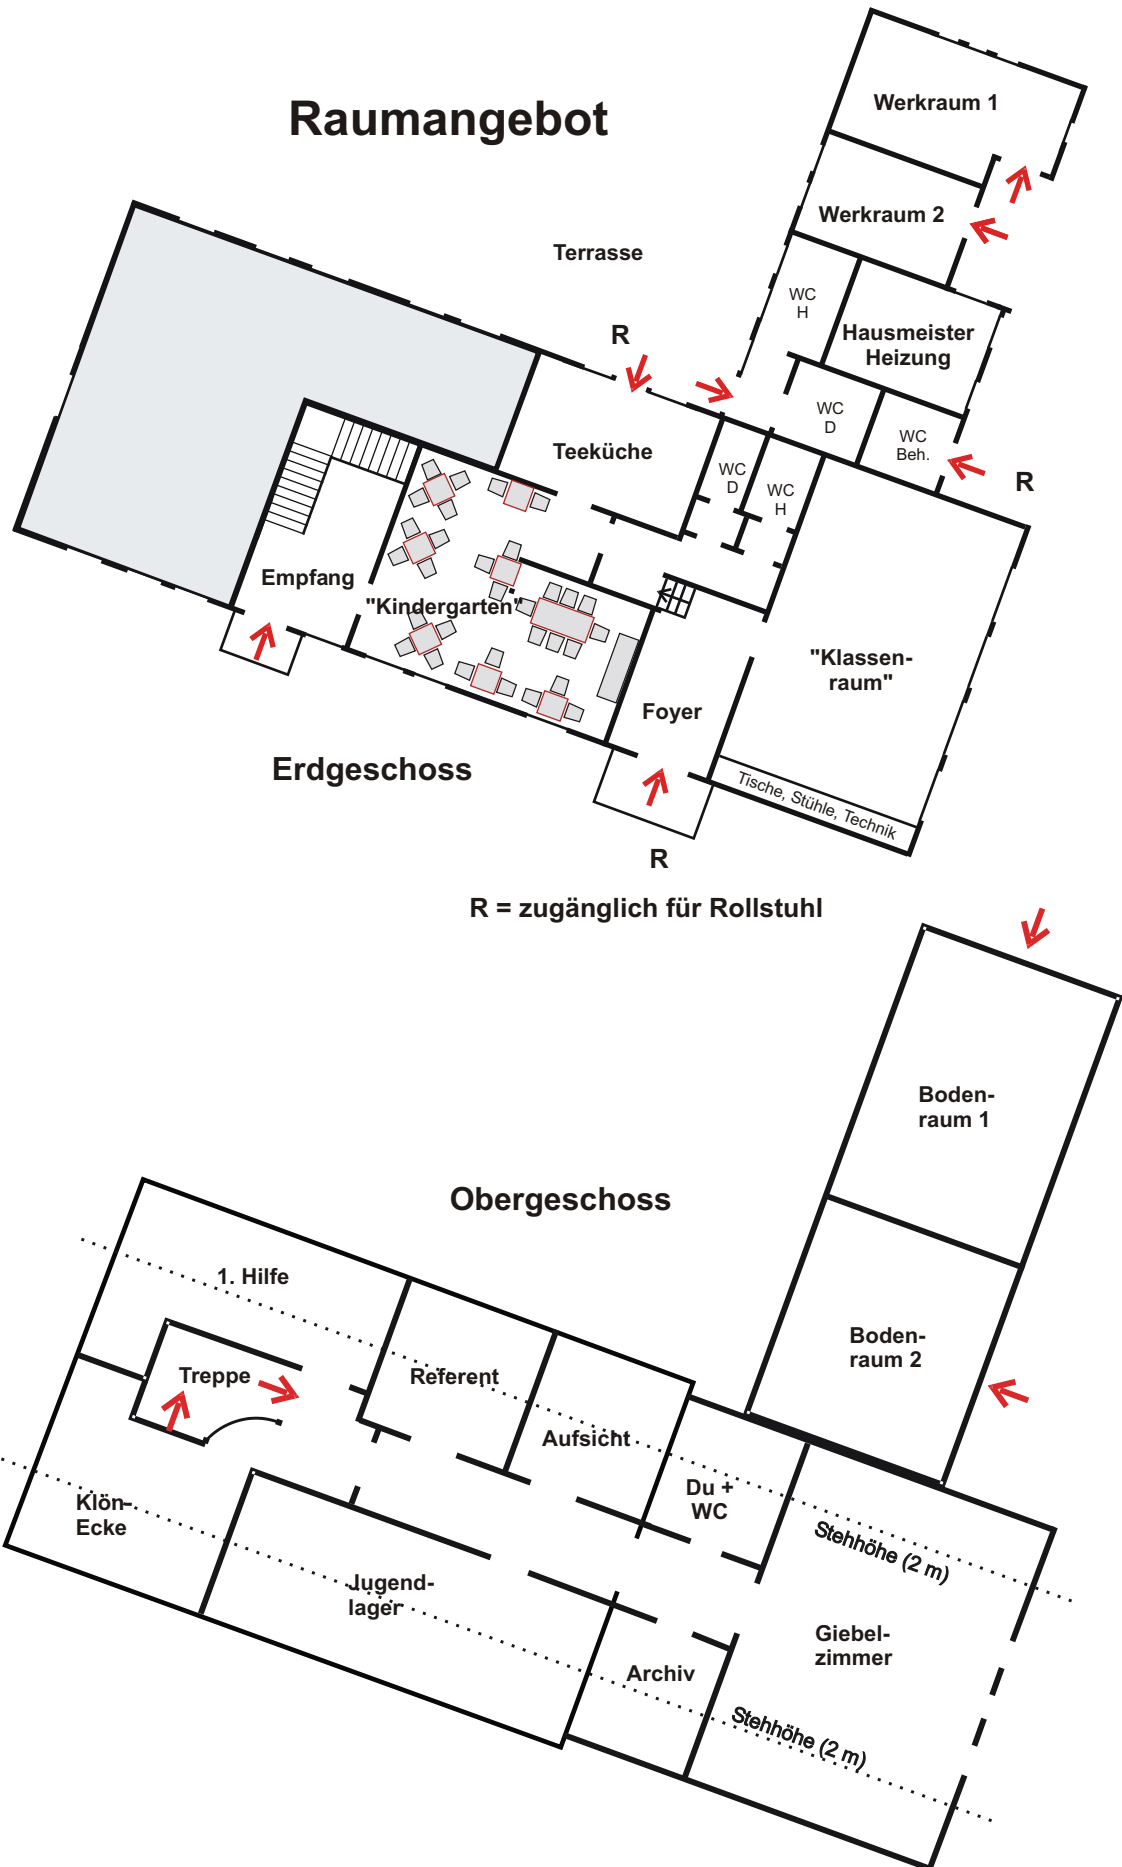 Raumangebot
Werkraum 1
Werkraum 2
Terrasse
WC
H
R
Hausmeister
Heizung
WC
D
WC
Beh.
Teeküche
WC
D
WC
H
R
Empfang
"Kindergarten"
"Klassen-
raum"
Foyer
Erdgeschoss
Tische, Stühle, Technik
R
R = zugänglich für Rollstuhl
Boden-
raum 1
Obergeschoss
1. Hilfe
Boden-
raum 2
Treppe
Referent
Aufsicht
Du +
WC
Klön-
Ecke
Stehhöhe (2 m)
Jugend-
lager
Giebel-
zimmer
Archiv
Stehhöhe (2 m)